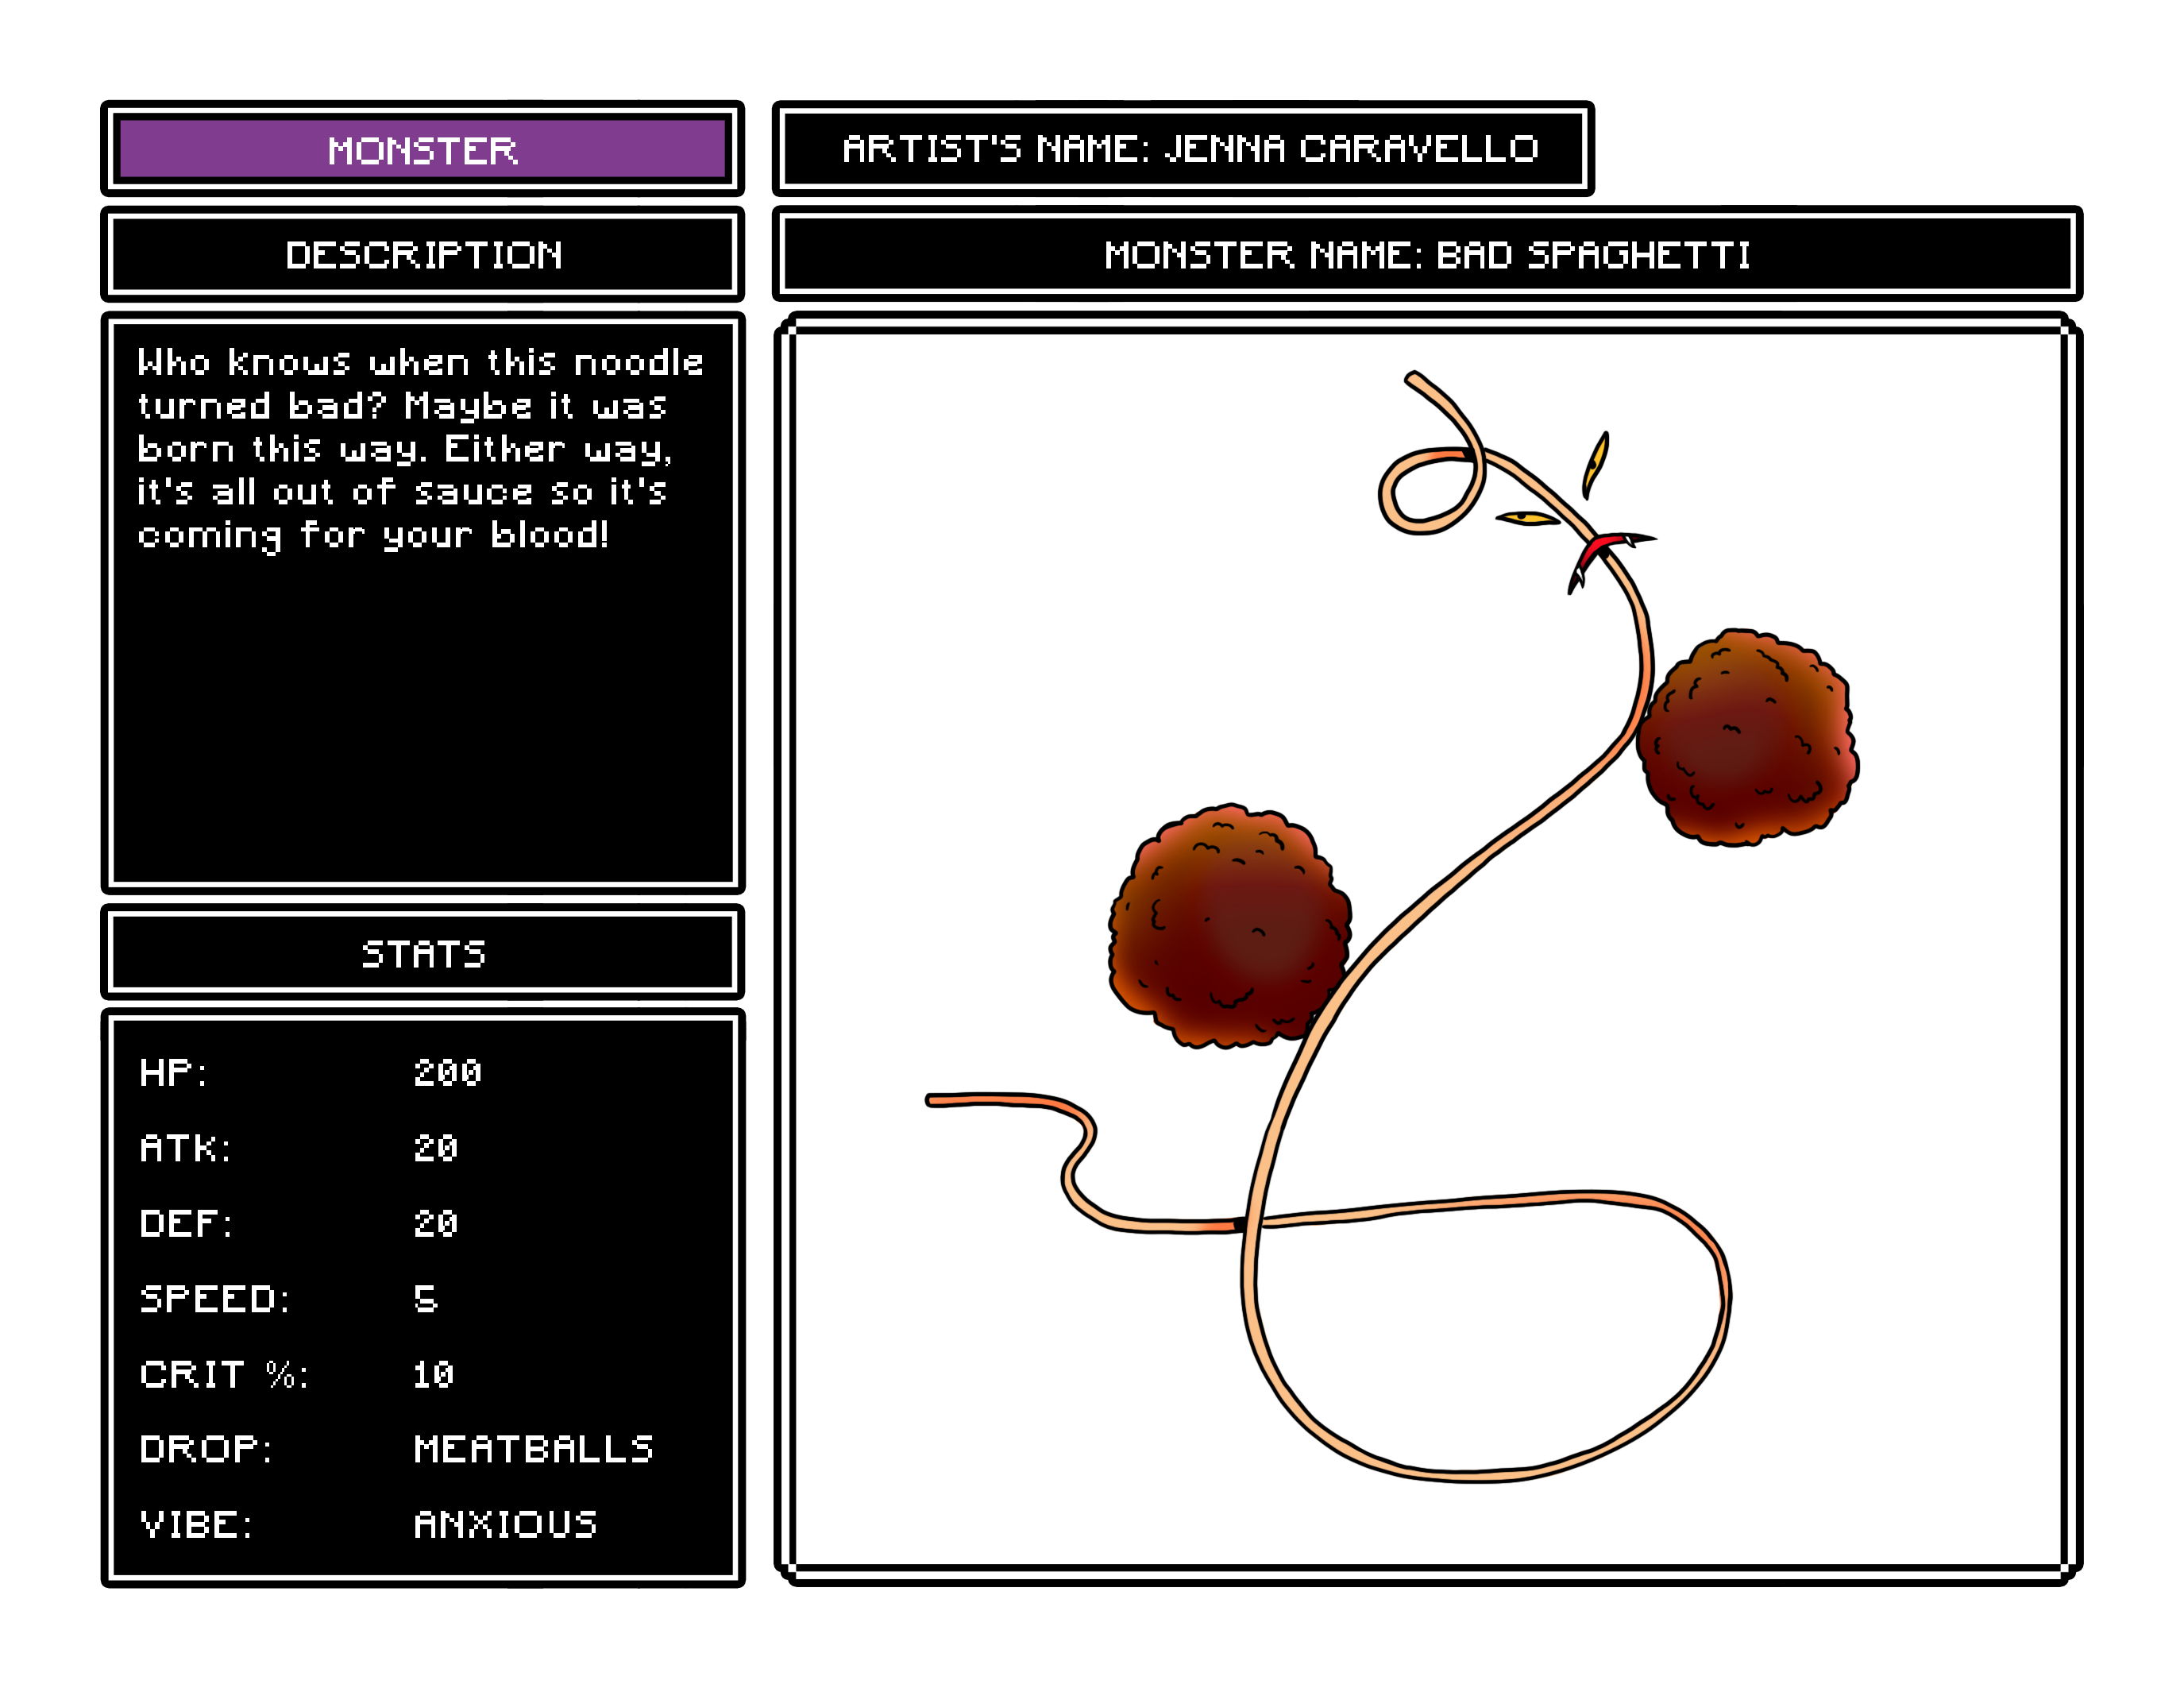 MONSTER
DESCRIPTION
Who knows when this noodle
turned bad? Maybe it was
born this way. Either way,
it's all out of sauce so it's
coming for your blood!
STATS
HP: 200
ATK: 20
DEF: 20
SPEED: 5
CRIT %: 10
DROP: MEATBALLS
VIBE: ANXIOUS
ARTIST'S NAME: JENNA CARAVELLO
MONSTER NAME: BAD SPAGHETTI